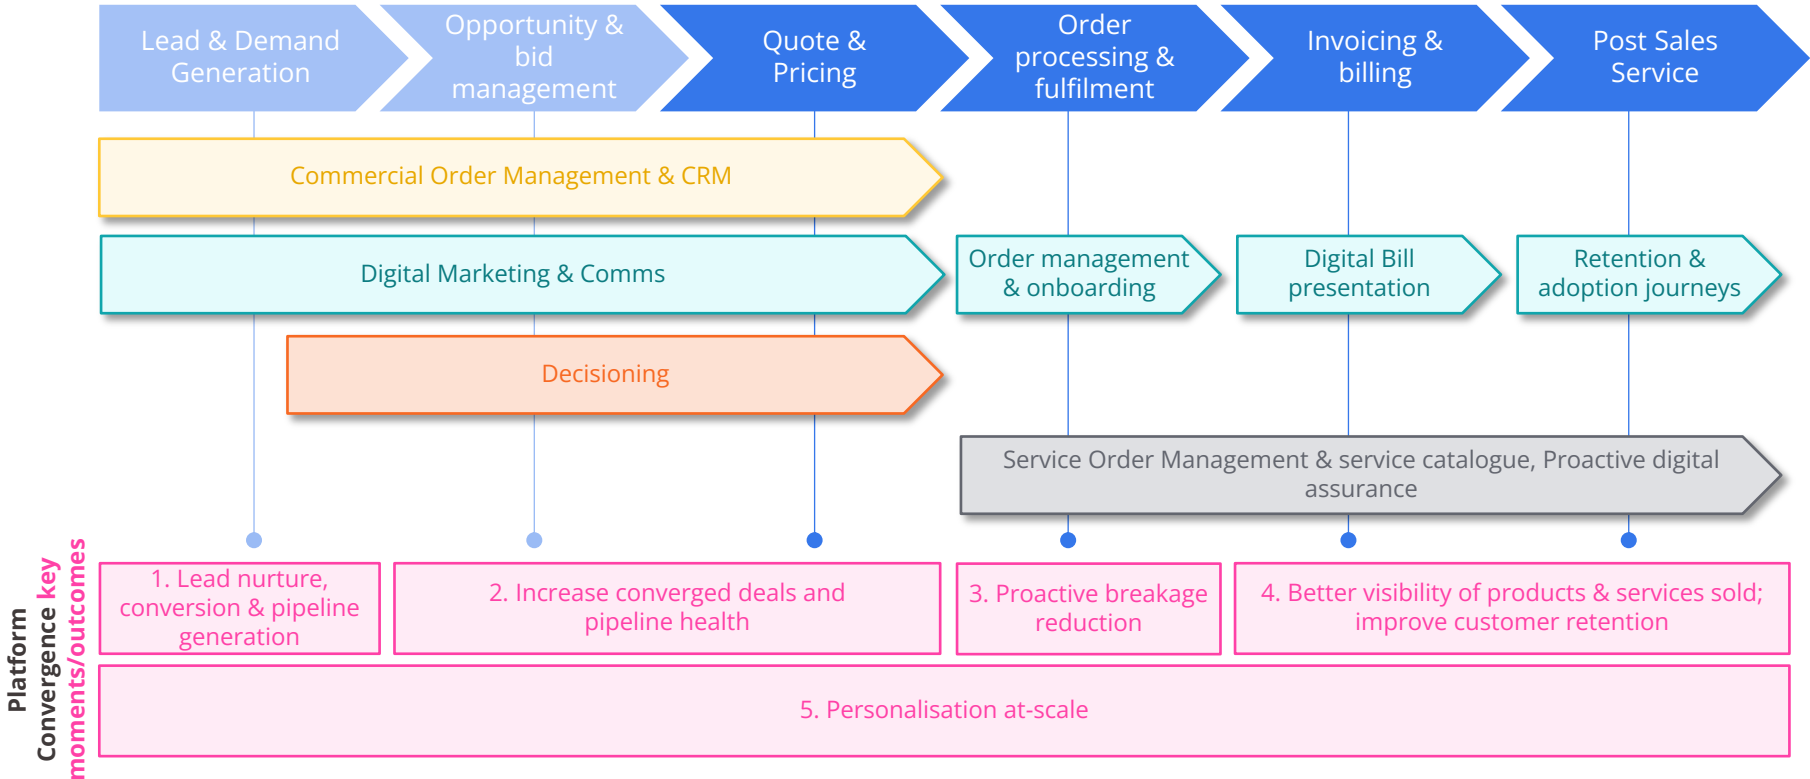 Lead & Demand
Generation
Opportunity &
bid
management
Quote &
Pricing
Order
processing &
fulfilment
Invoicing &
billing
Post Sales
Service
Commercial Order Management & CRM
Digital Marketing & Comms
Order management
& onboarding
Digital Bill
presentation
Retention &
adoption journeys
Decisioning
Service Order Management & service catalogue, Proactive digital
assurance
Platform
Convergence key
moments/outcomes
1. Lead nurture,
conversion & pipeline
generation
2. Increase converged deals and
pipeline health
3. Proactive breakage
reduction
4. Better visibility of products & services sold;
improve customer retention
5. Personalisation at-scale